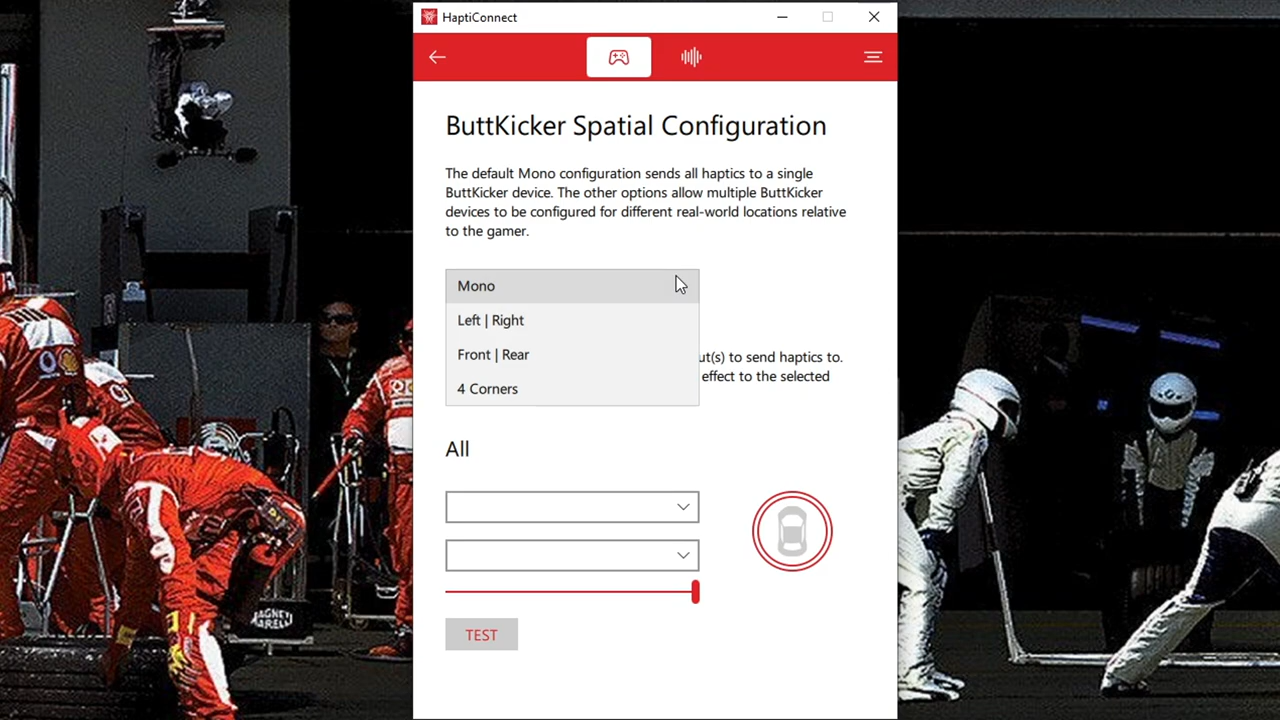 HaptiConnect
ButtKicker Spatial Configuration
The default Mono configuration sends all haptics to a single
ButtKicker device. The other options allow multiple ButtKicker
devices to be configured for different real-world locations relative
to the gamer.
Mono
Left | Right
Front | Rear
4 Corners
to send haptics to.
effect to the selected
All
TEST
MAGNETI
MARELLI